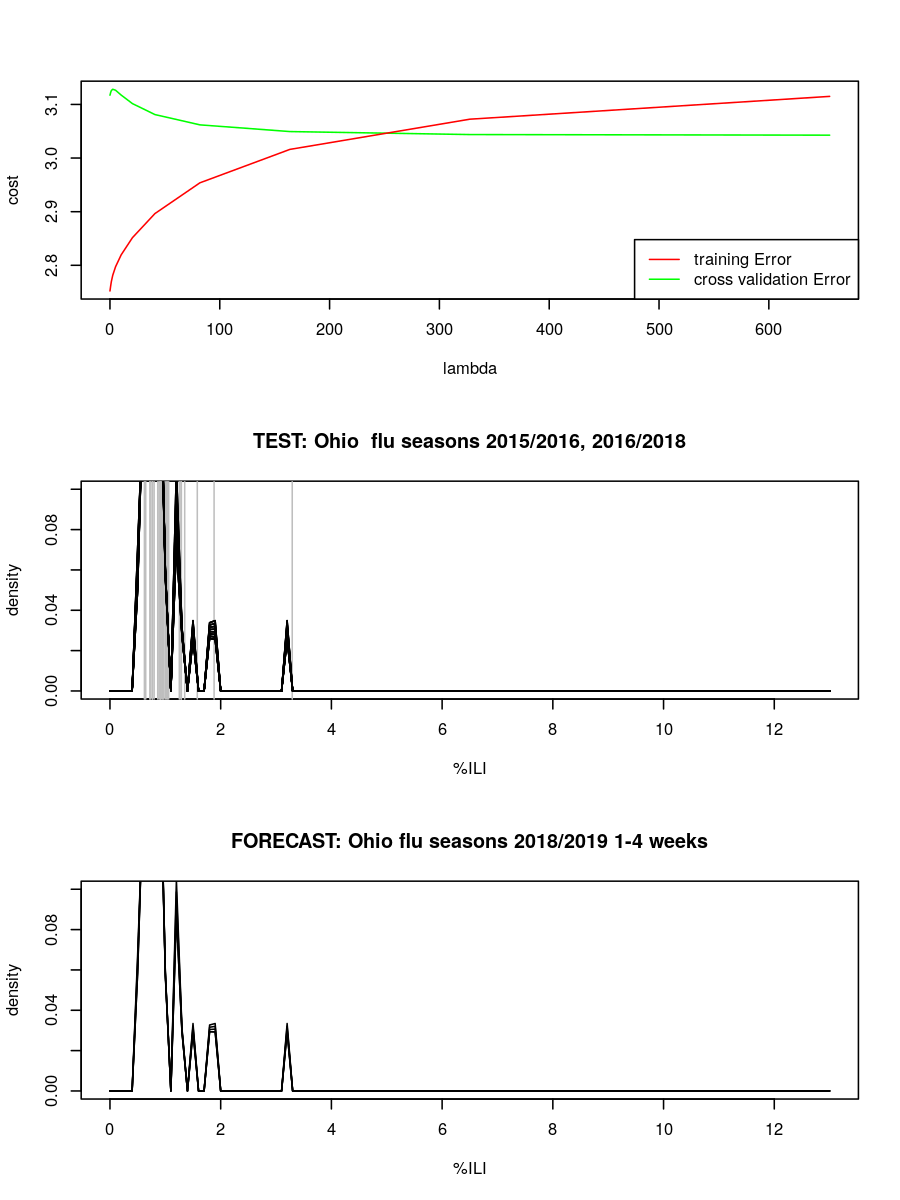 cost
3.1
3.0
2.9
2.8
training Error
cross validation Error
0 100 200 300 400 500 600
lambda
TEST: Ohio  flu seasons 2015/2016, 2016/2018
density
0.08
0.04
0.00
0 2 4 6 8 10 12
%ILI
FORECAST: Ohio flu seasons 2018/2019 1-4 weeks
density
0.08
0.04
0.00
0 2 4 6 8 10 12
%ILI